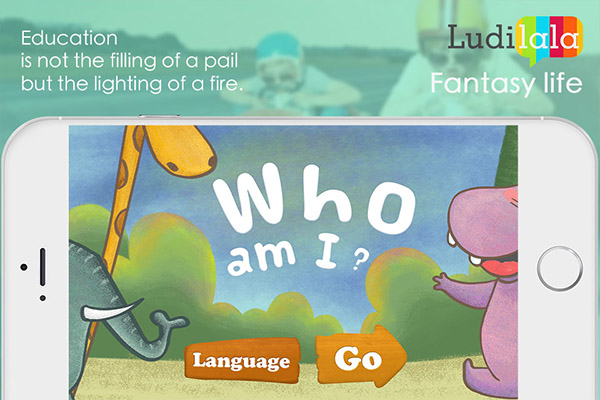 Education
is not the filling of a pail
but the lighting of a fire.
Ludilala
Fantasy life
Who
am I?
Language
Go